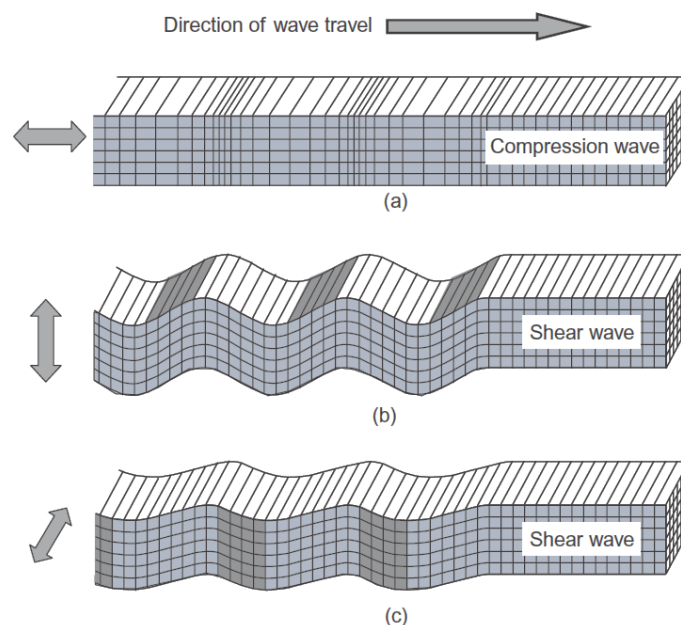 Direction of wave travel
Compression wave
(a)
Shear wave
(b)
Shear wave
(c)